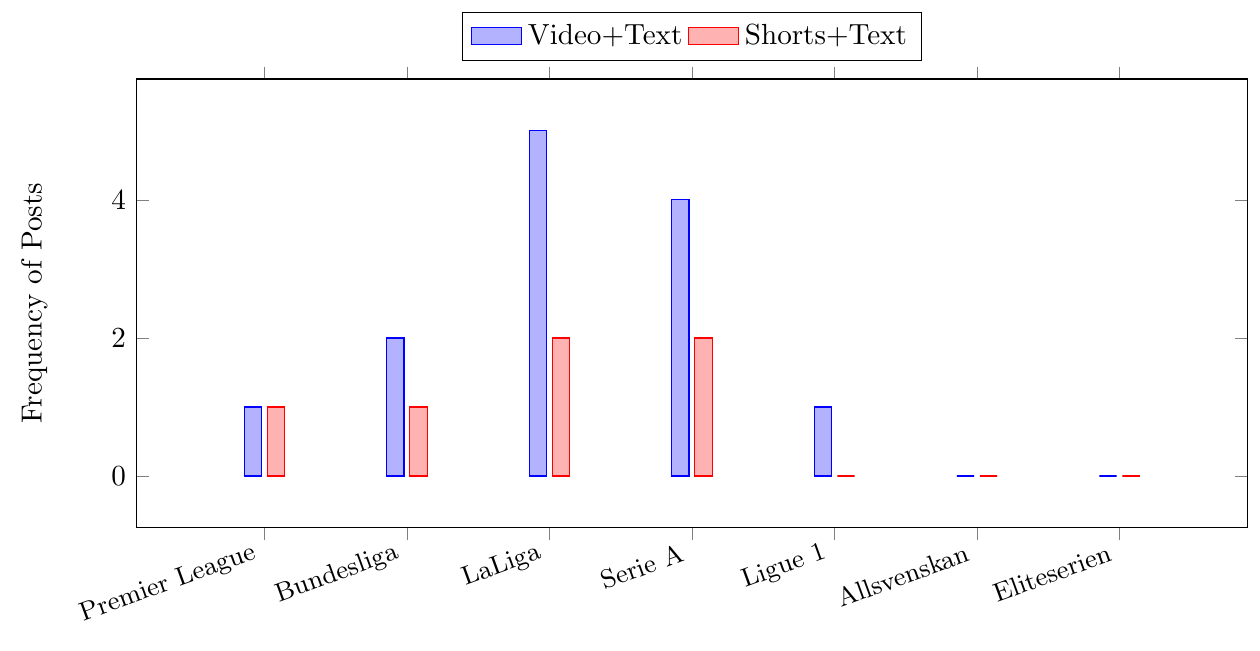 Video+Text Shorts+Text
Frequency of Posts
4
2
0
Premier League Bundesliga LaLiga Serie A Ligue 1 Allsvenskan Eliteserien